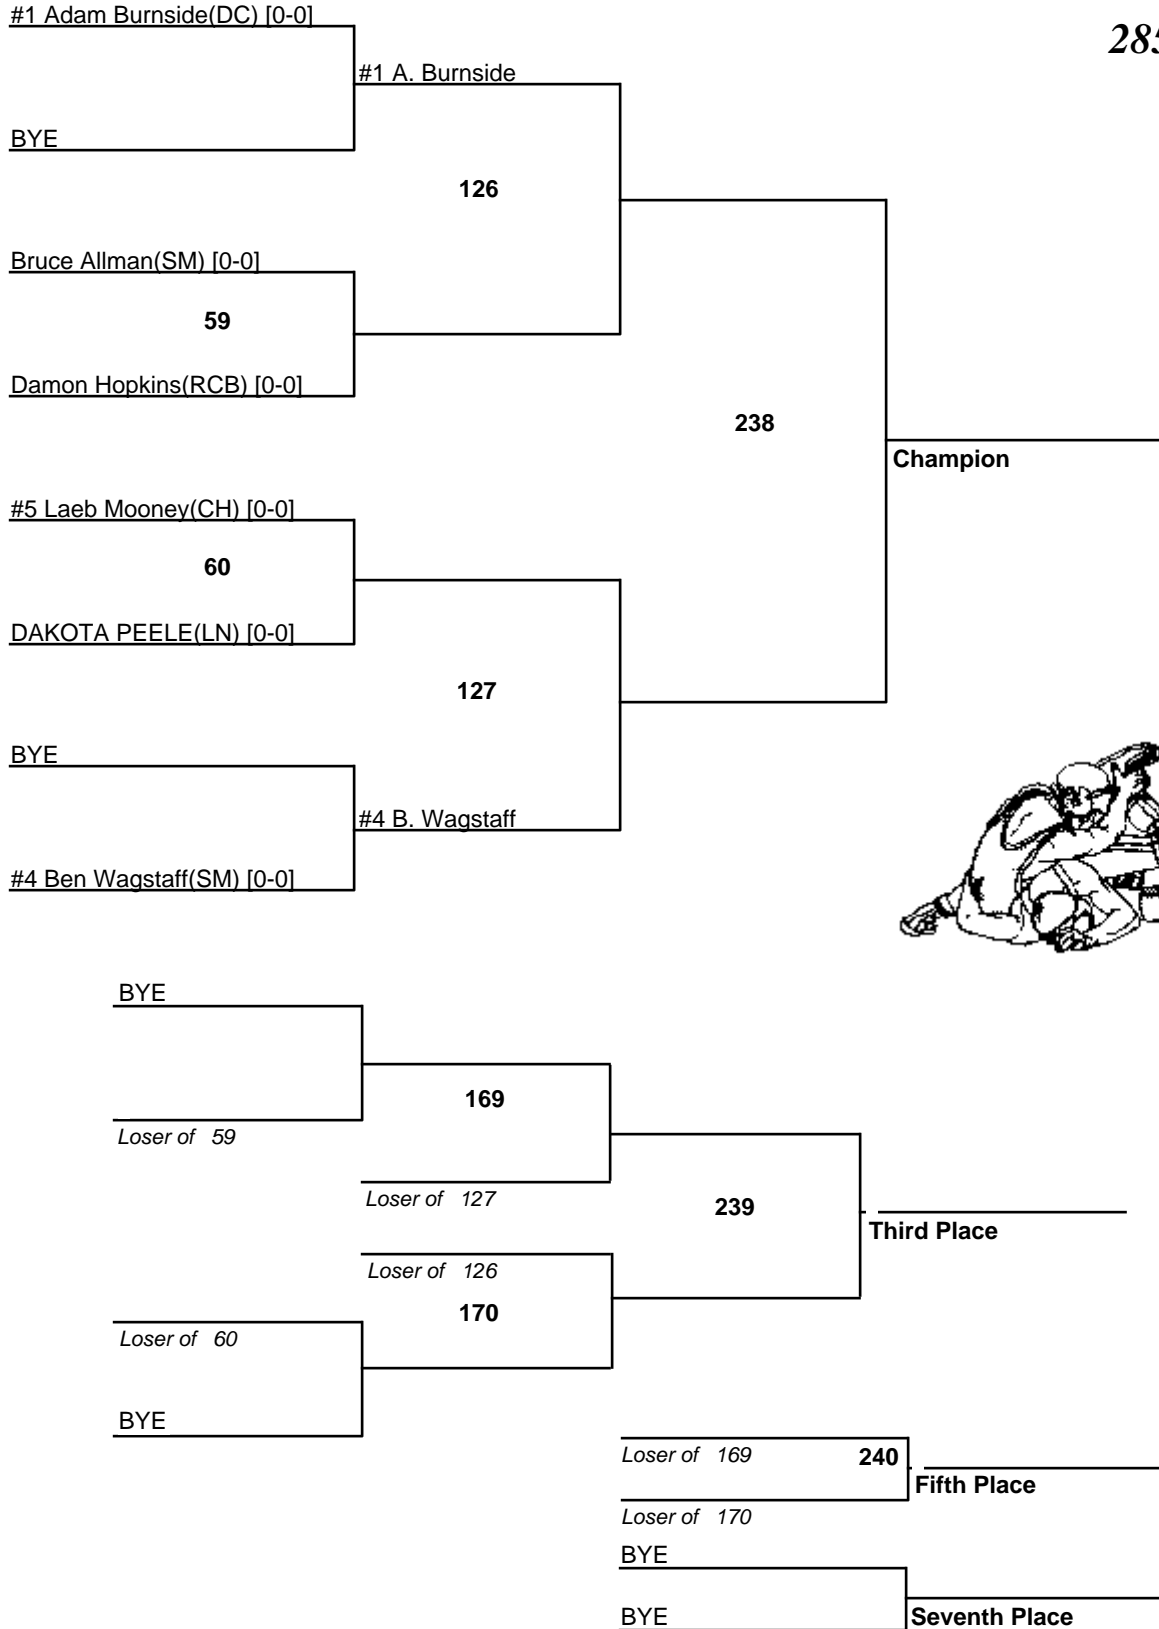 #1 Adam Burnside(DC) [0-0]
285
#1 A. Burnside
BYE
126
Bruce Allman(SM) [0-0]
59
Damon Hopkins(RCB) [0-0]
238
Champion
#5 Laeb Mooney(CH) [0-0]
60
DAKOTA PEELE(LN) [0-0]
127
BYE
#4 B. Wagstaff
#4 Ben Wagstaff(SM) [0-0]
BYE
169
Loser of 59
Loser of 127
239
Third Place
Loser of 126
170
Loser of 60
BYE
Loser of 169
240
Fifth Place
Loser of 170
BYE
BYE
Seventh Place